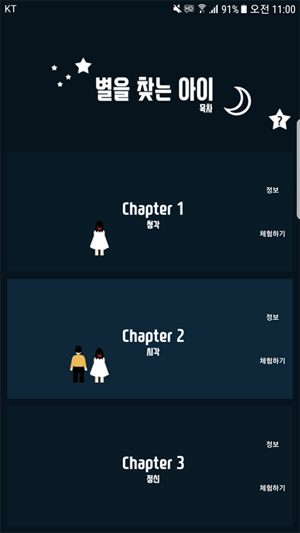 KT 91% 오전 11:00
별을 찾는 아이
목차
?
Chapter 1
청각
정보
체험하기
Chapter 2
시각
정보
체험하기
Chapter 3
정신
정보
체험하기